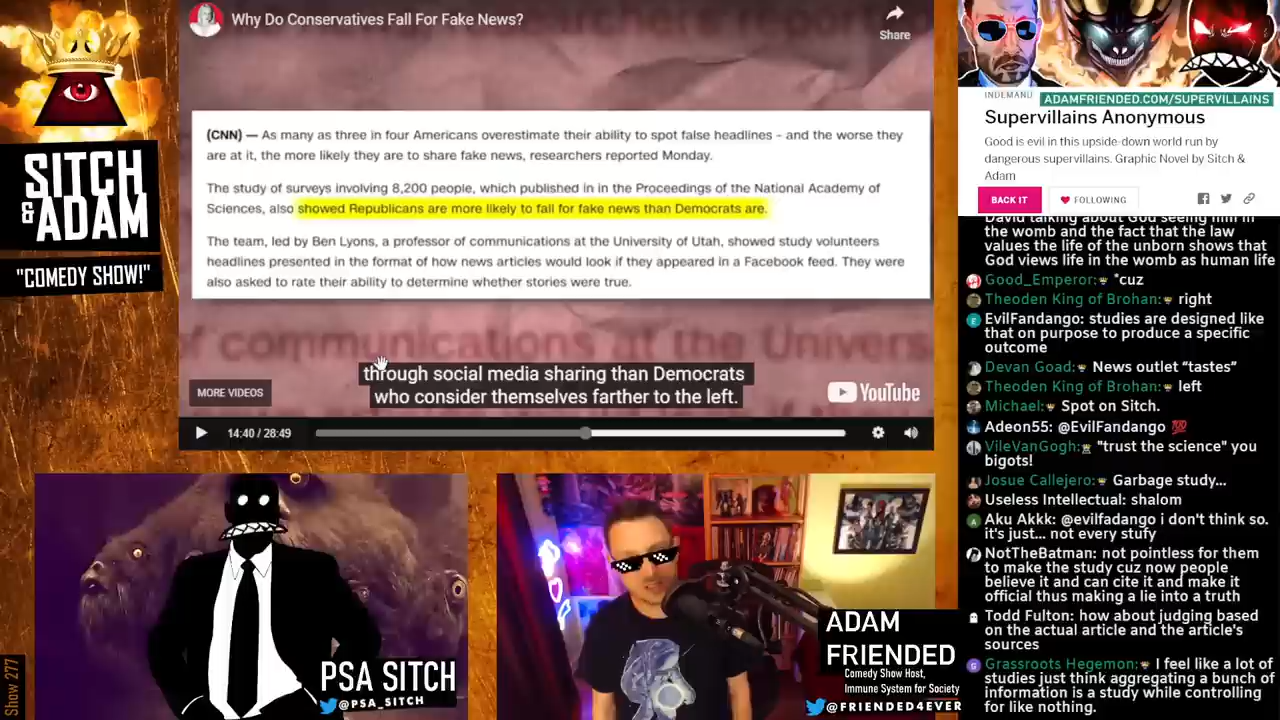 SITCH
& ADAM
"COMEDY SHOW!"
Show 277
Why Do Conservatives Fall For Fake News?
Share
(CNN) — As many as three in four Americans overestimate their ability to spot false headlines – and the worse they
are at it, the more likely they are to share fake news, researchers reported Monday.
The study of surveys involving 8,200 people, which published in in the Proceedings of the National Academy of
Sciences, also showed Republicans are more likely to fall for fake news than Democrats are.
The team, led by Ben Lyons, a professor of communications at the University of Utah, showed study volunteers
headlines presented in the format of how news articles would look if they appeared in a Facebook feed. They were
also asked to rate their ability to determine whether stories were true.
of communications at the Univers
through social media sharing than Democrats
who consider themselves farther to the left.
MORE VIDEOS
YouTube
14:40 / 28:49
PSA SITCH
@PSA_SITCH
ADAM
FRIENDED
Comedy Show Host,
Immune System for Society
@FRIENDED4EVER
INDEMAND
ADAMFRIENDED.COM/SUPERVILLAINS
Supervillains Anonymous
Good is evil in this upside-down world run by
dangerous supervillains. Graphic Novel by Sitch &
Adam
BACK IT
FOLLOWING
David talking about God seeing him in
the womb and the fact that the law
values the life of the unborn shows that
God views life in the womb as human life
Good_Emperor: *cuz
Theoden King of Brohan: right
EvilFandango: studies are designed like
that on purpose to produce a specific
outcome
Devan Goad: News outlet “tastes”
Theoden King of Brohan: left
Michael: Spot on Sitch.
Adeon55: @EvilFandango 💯
VileVanGogh: "trust the science" you
bigots!
Josue Callejero: Garbage study...
Useless Intellectual: shalom
Aku Akkk: @evilfadango i don't think so.
it's just... not every stufy
NotTheBatman: not pointless for them
to make the study cuz now people
believe it and can cite it and make it
official thus making a lie into a truth
Todd Fulton: how about judging based
on the actual article and the article's
sources
Grassroots Hegemon: I feel like a lot of
studies just think aggregating a bunch of
information is a study while controlling
for like nothing.